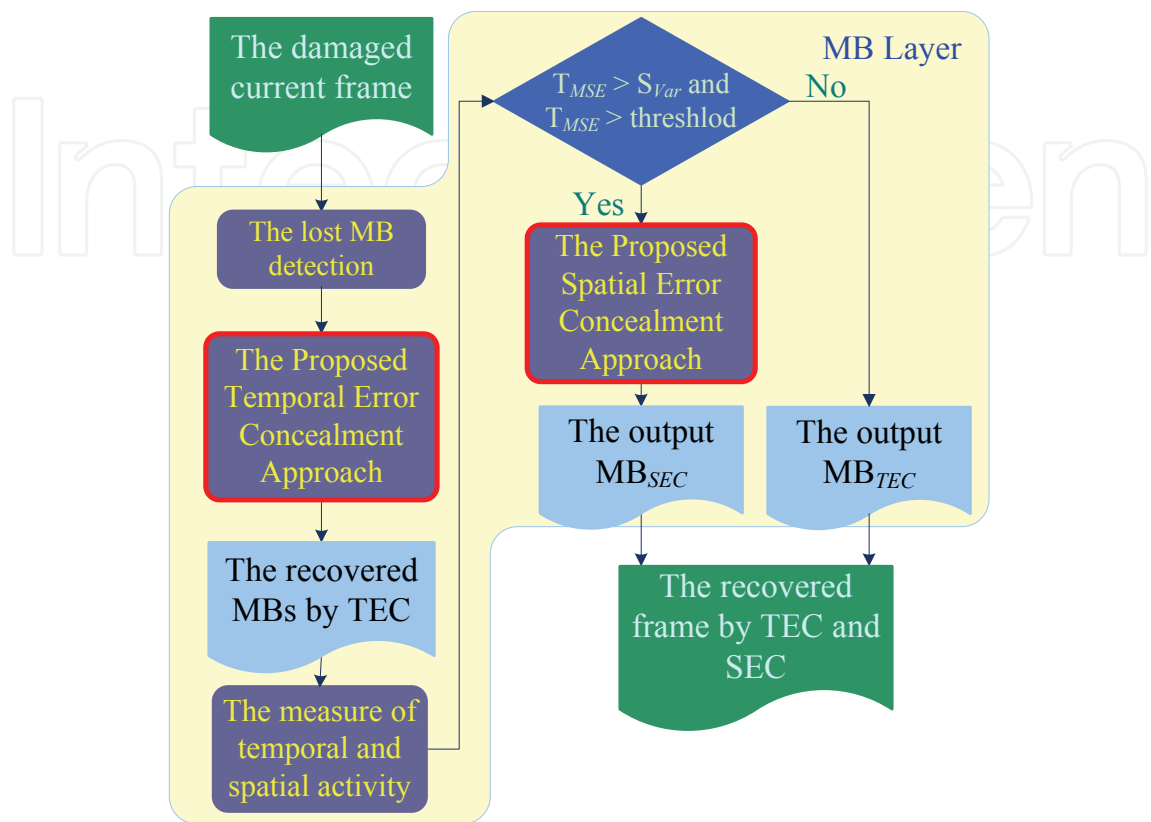 The damaged
current frame
The lost MB
detection
The Proposed
Temporal Error
Concealment
Approach
The recovered
MBs by TEC
The measure of
temporal and
spatial activity
MB Layer
TMSE > SVar and
TMSE > threshlod
No
Yes
The Proposed
Spatial Error
Concealment
Approach
The output
MBSEC
The output
MBTEC
The recovered
frame by TEC and
SEC